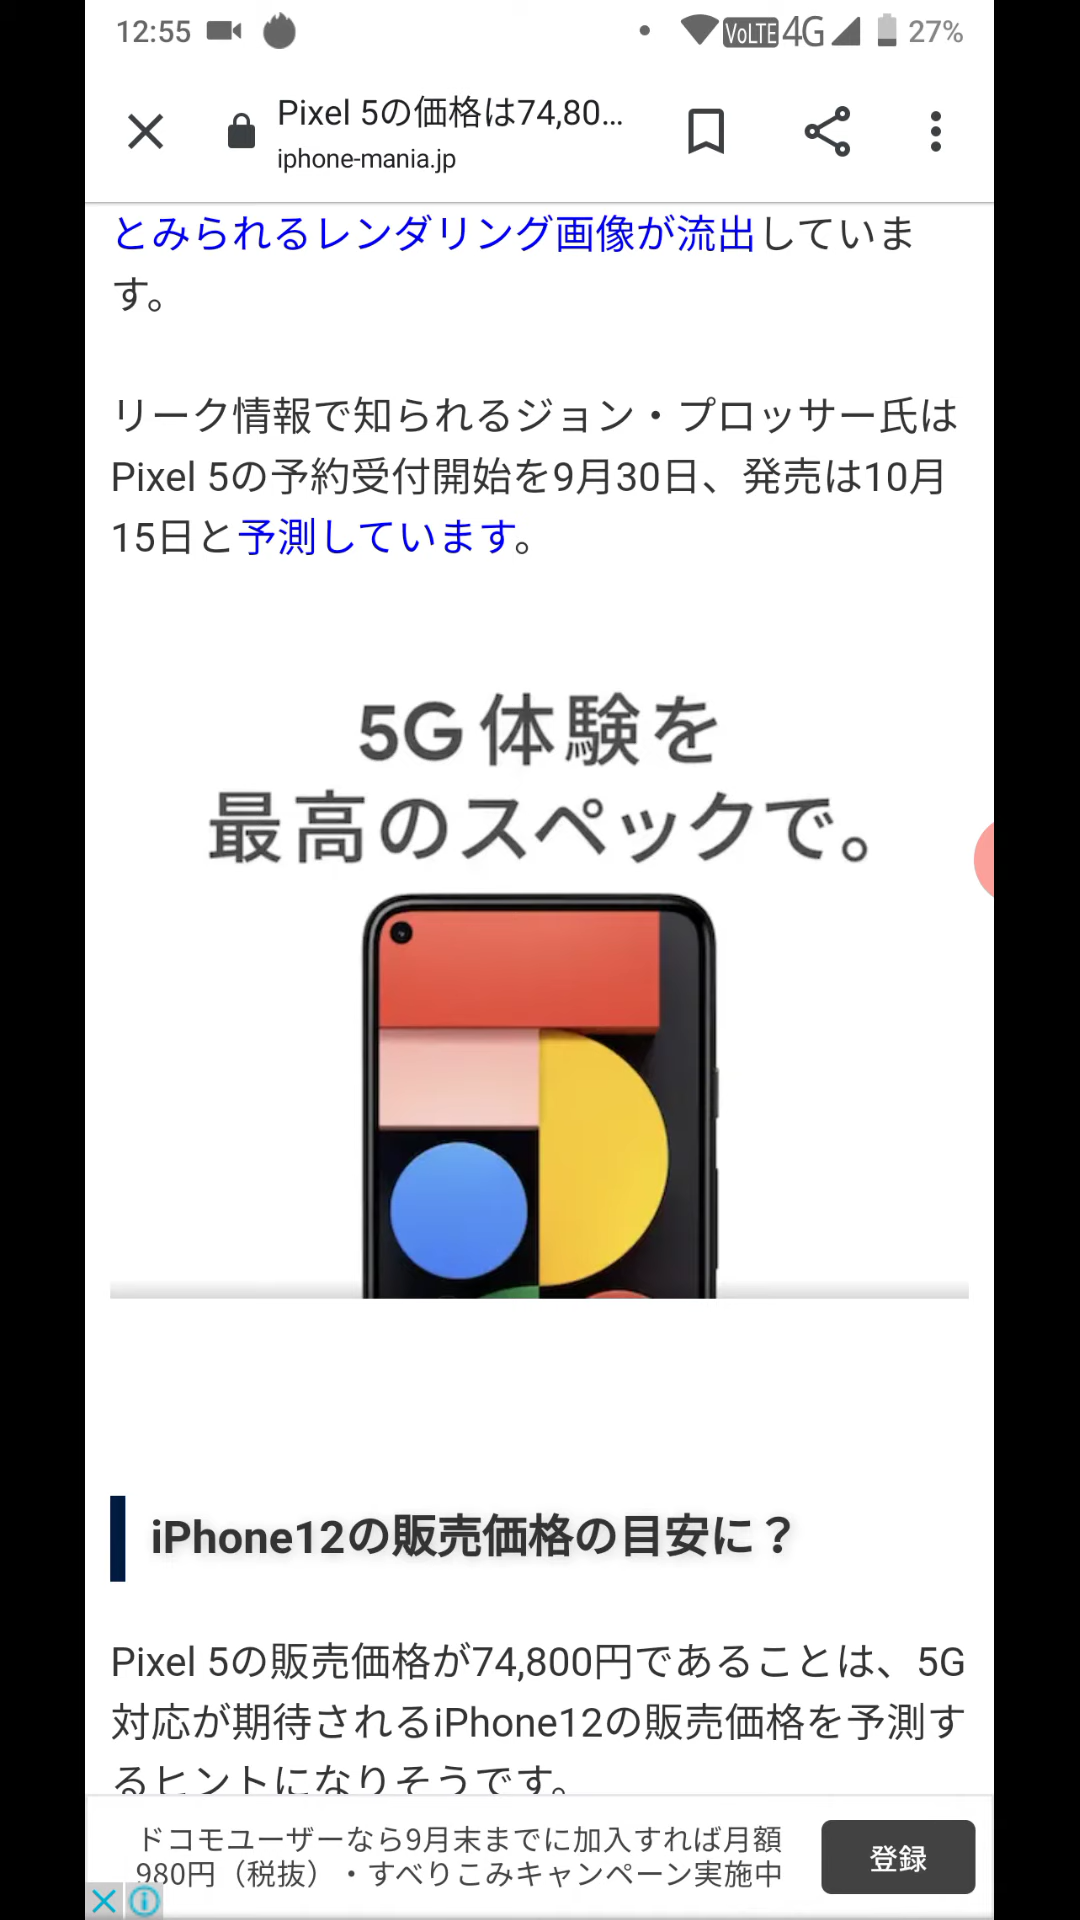 12:55
VoLTE 4G 27%
Pixel 5の価格は74,80...
iphone-mania.jp
とみられるレンダリング画像が流出していま
す。
リーク情報で知られるジョン・プロッサー氏は
Pixel 5の予約受付開始を9月30日、発売は10月
15日と予測しています。
5G 体験を
最高のスペックで。
iPhone12の販売価格の目安に？
Pixel 5の販売価格が74,800円であることは、5G
対応が期待されるiPhone12の販売価格を予測す
るヒントになりそうです。
ドコモユーザーなら9月末までに加入すれば月額
980円（税抜）・すべりこみキャンペーン実施中
登録